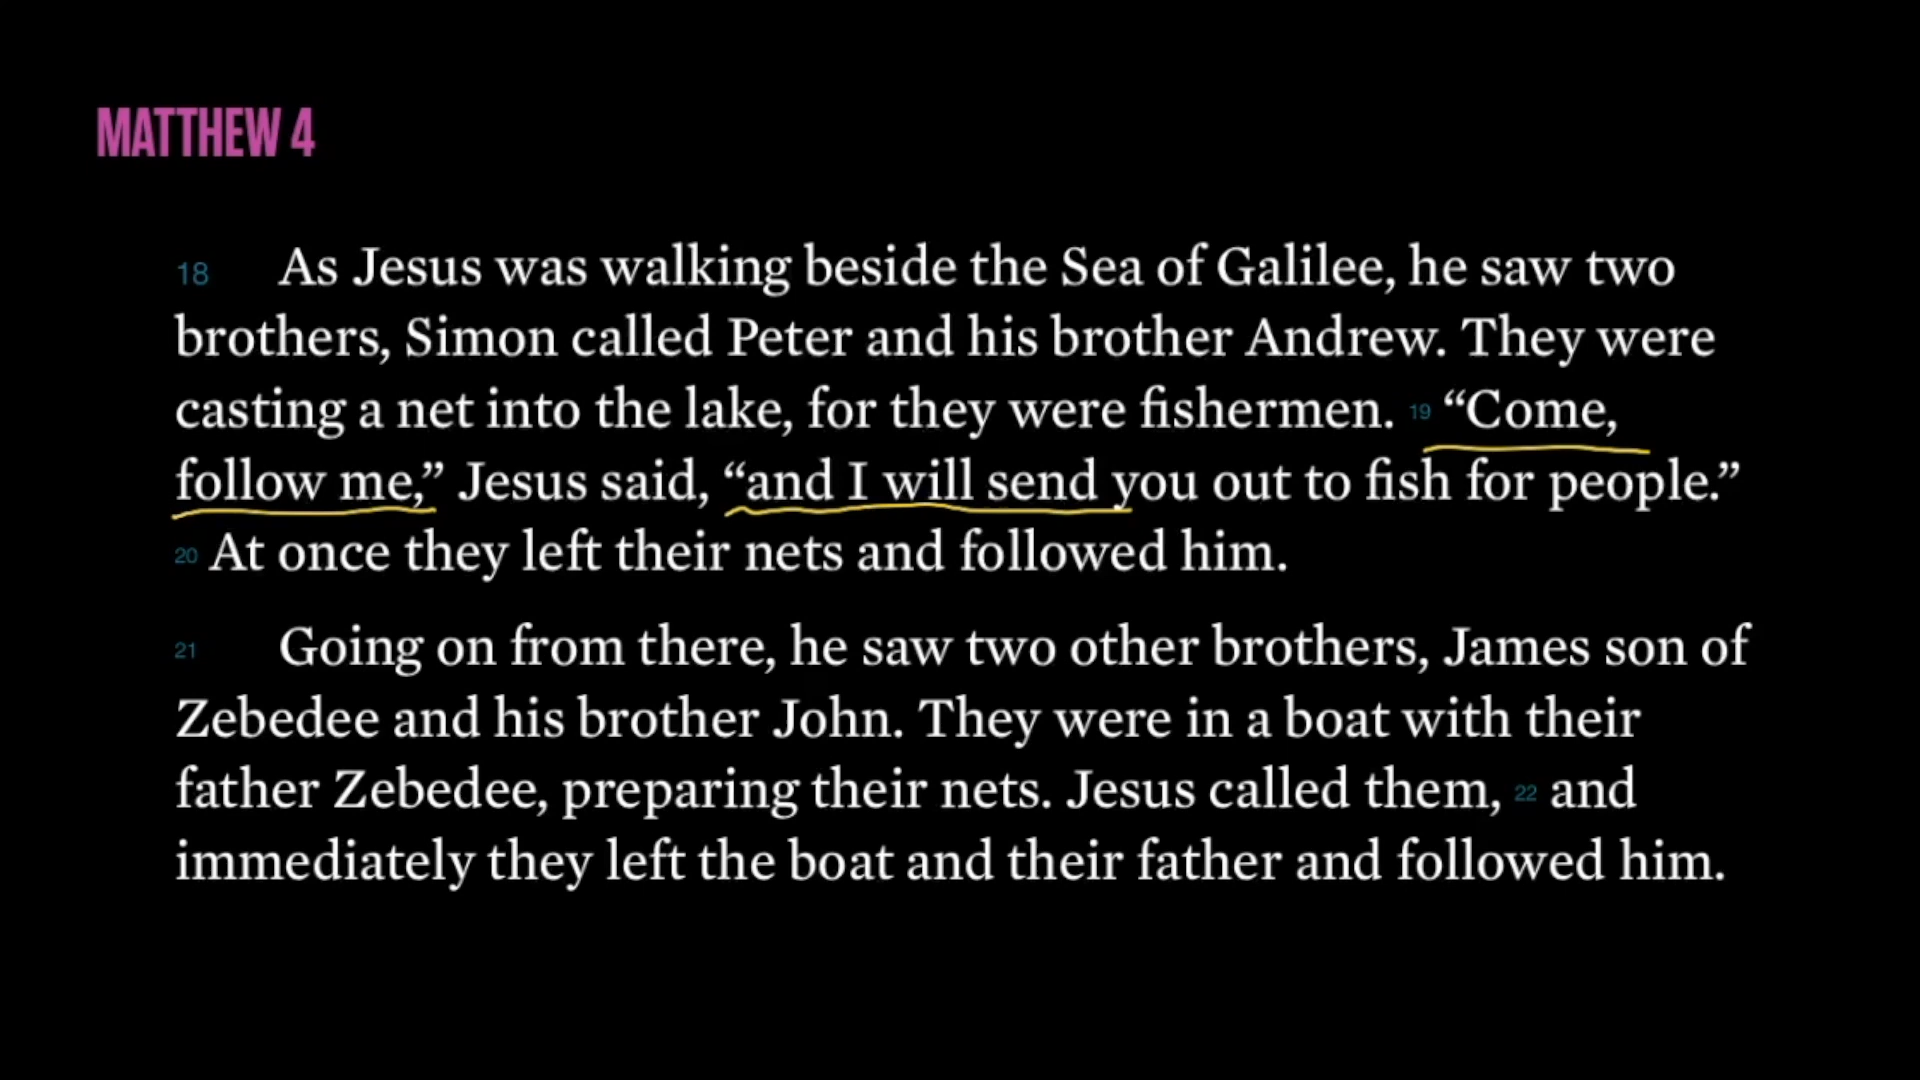 MATTHEW 4
18 As Jesus was walking beside the Sea of Galilee, he saw two
brothers, Simon called Peter and his brother Andrew. They were
casting a net into the lake, for they were fishermen. 19 “Come,
follow me,” Jesus said, “and I will send you out to fish for people.”
20 At once they left their nets and followed him.
21 Going on from there, he saw two other brothers, James son of
Zebedee and his brother John. They were in a boat with their
father Zebedee, preparing their nets. Jesus called them, 22 and
immediately they left the boat and their father and followed him.